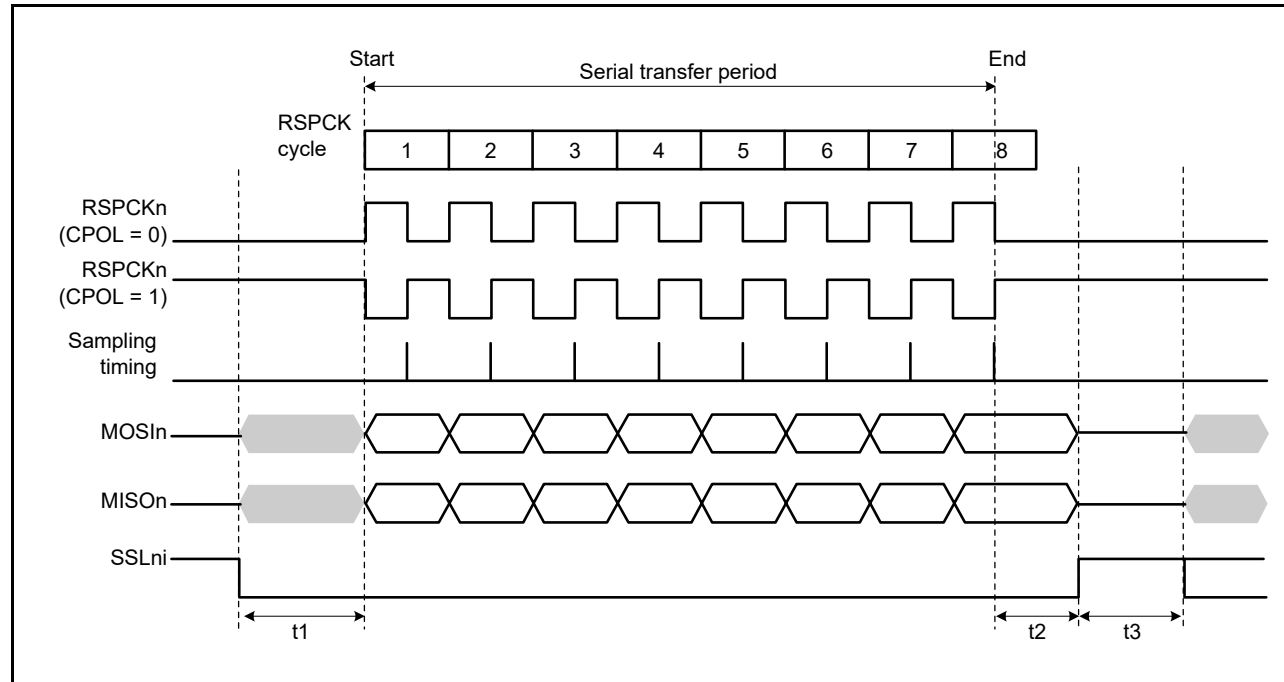 Start
End
Serial transfer period
RSPCK
cycle
1 2 3 4 5 6 7 8
RSPCKn
(CPOL = 0)
RSPCKn
(CPOL = 1)
Sampling
timing
MOSIn
MISOn
SSLni
t1 t2 t3